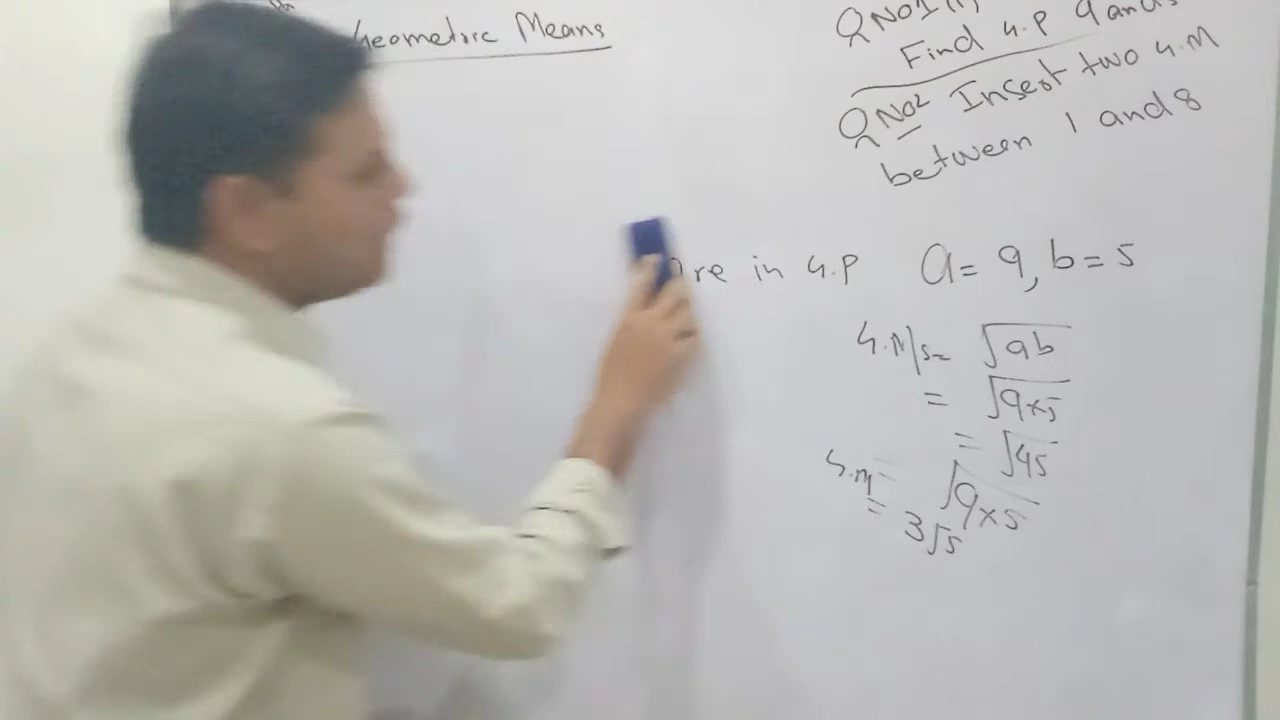 Geometric Means
Q No1 (i)
Find G.P 9 and 5
Q No2 Insert two G.M
between 1 and 8
are in G.P a = 9, b = 5
G.M/s = √ab
= √9×5
= √45
G.M = √9×5
= 3√5